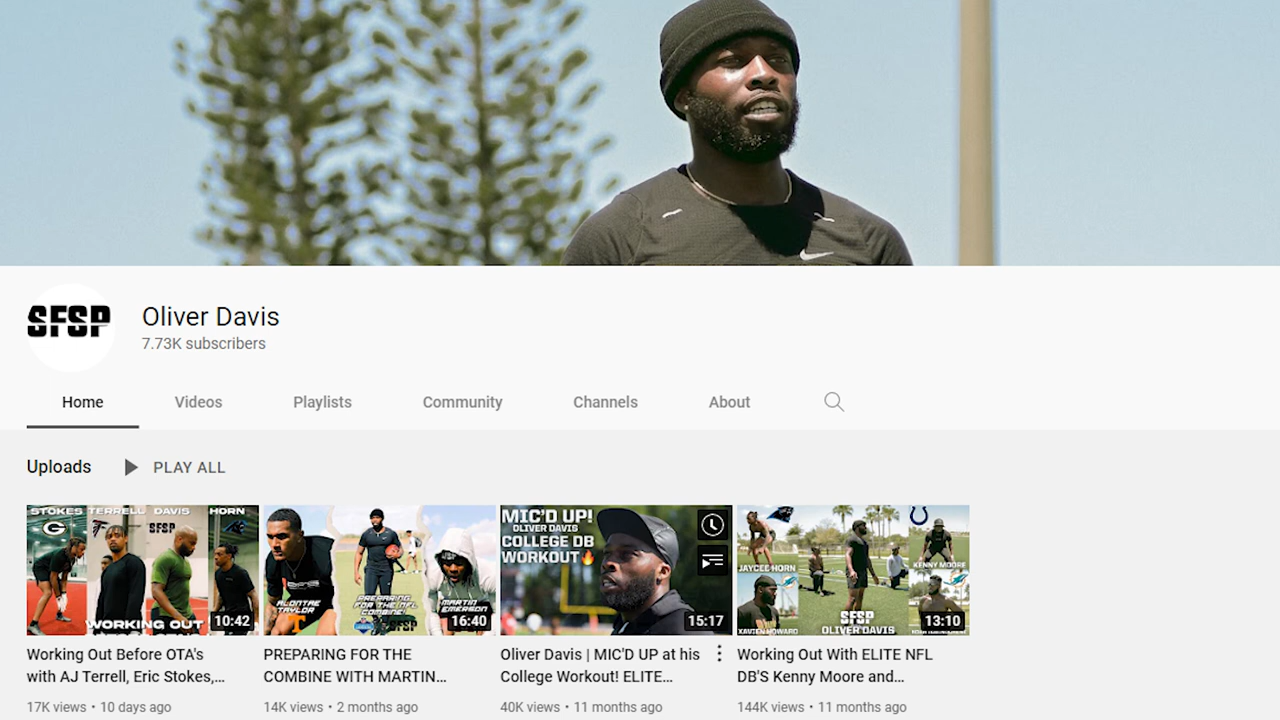 SFSP
Oliver Davis
7.73K subscribers
Home
Videos
Playlists
Community
Channels
About
Uploads
PLAY ALL
STOKES
TERRELL
DAVIS
HORN
G
SFSP
WORKING OUT
10:42
ALONTAE
TAYLOR
T
PREPARING
FOR THE NFL
COMBINE!
MARTIN
EMERSON
SFSP
16:40
MIC'D UP!
OLIVER DAVIS
COLLEGE DB
WORKOUT🔥
15:17
JAYCEE HORN
KENNY MOORE
XAVIEN HOWARD
SFSP
OLIVER DAVIS
13:10
Working Out Before OTA's
with AJ Terrell, Eric Stokes,...
17K views • 10 days ago
PREPARING FOR THE
COMBINE WITH MARTIN...
14K views • 2 months ago
Oliver Davis | MIC'D UP at his
College Workout! ELITE...
40K views • 11 months ago
Working Out With ELITE NFL
DB'S Kenny Moore and...
144K views • 11 months ago